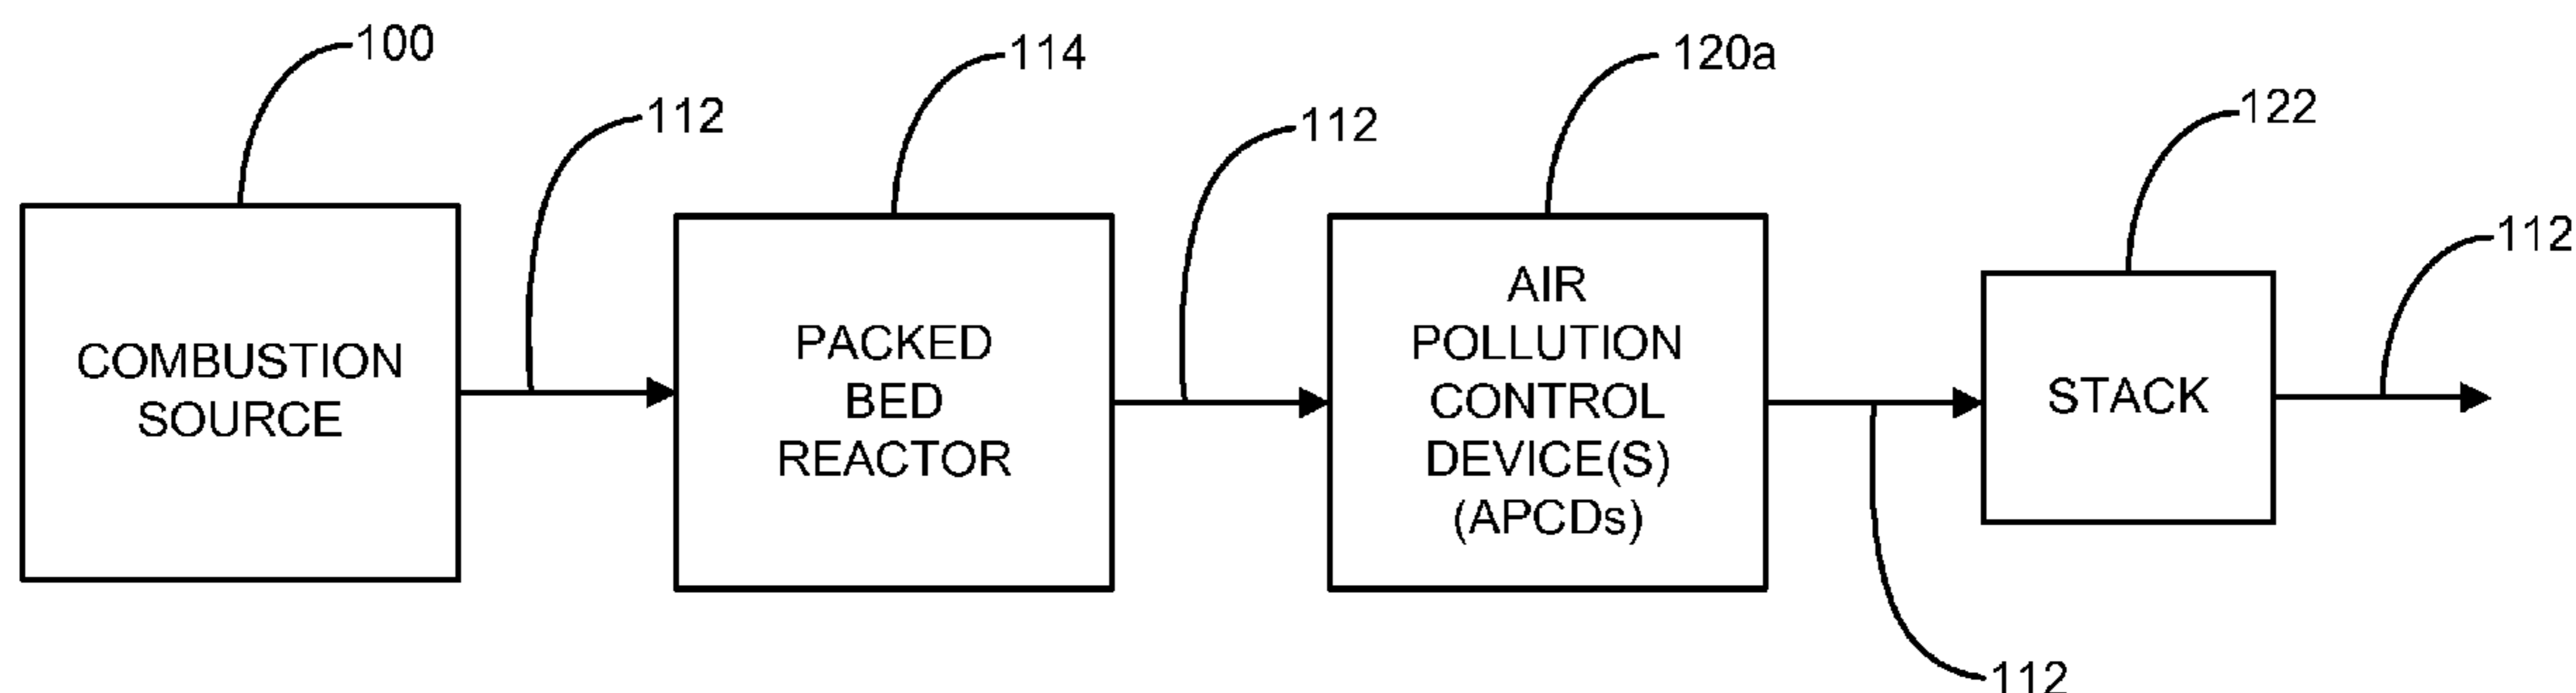 100
112
114
112
120a
122
112
COMBUSTION
SOURCE
PACKED
BED
REACTOR
AIR
POLLUTION
CONTROL
DEVICE(S)
(APCDs)
STACK
112